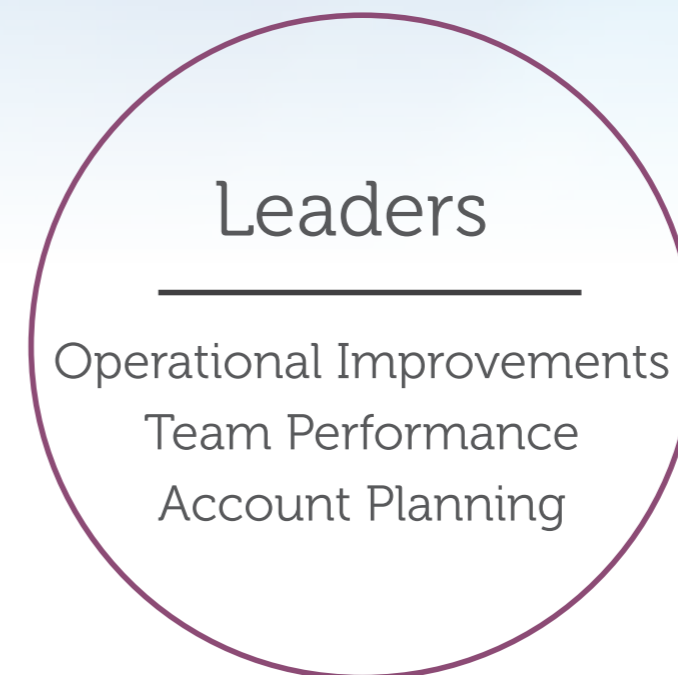 Leaders
Operational Improvements
Team Performance
Account Planning